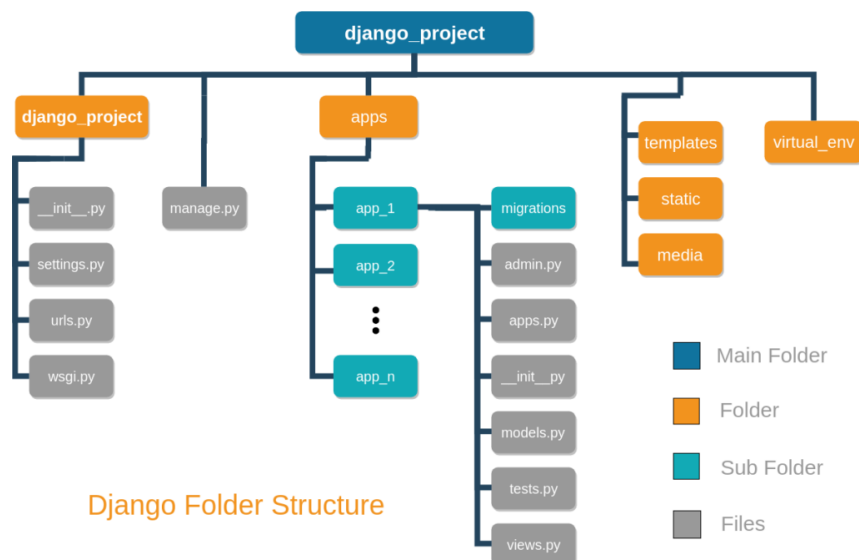 django_project
django_project
apps
templates
virtual_env
__init__.py
manage.py
app_1
migrations
static
settings.py
app_2
admin.py
media
urls.py
apps.py
wsgi.py
app_n
__init__py
Main Folder
models.py
Folder
tests.py
Sub Folder
Django Folder Structure
views.py
Files